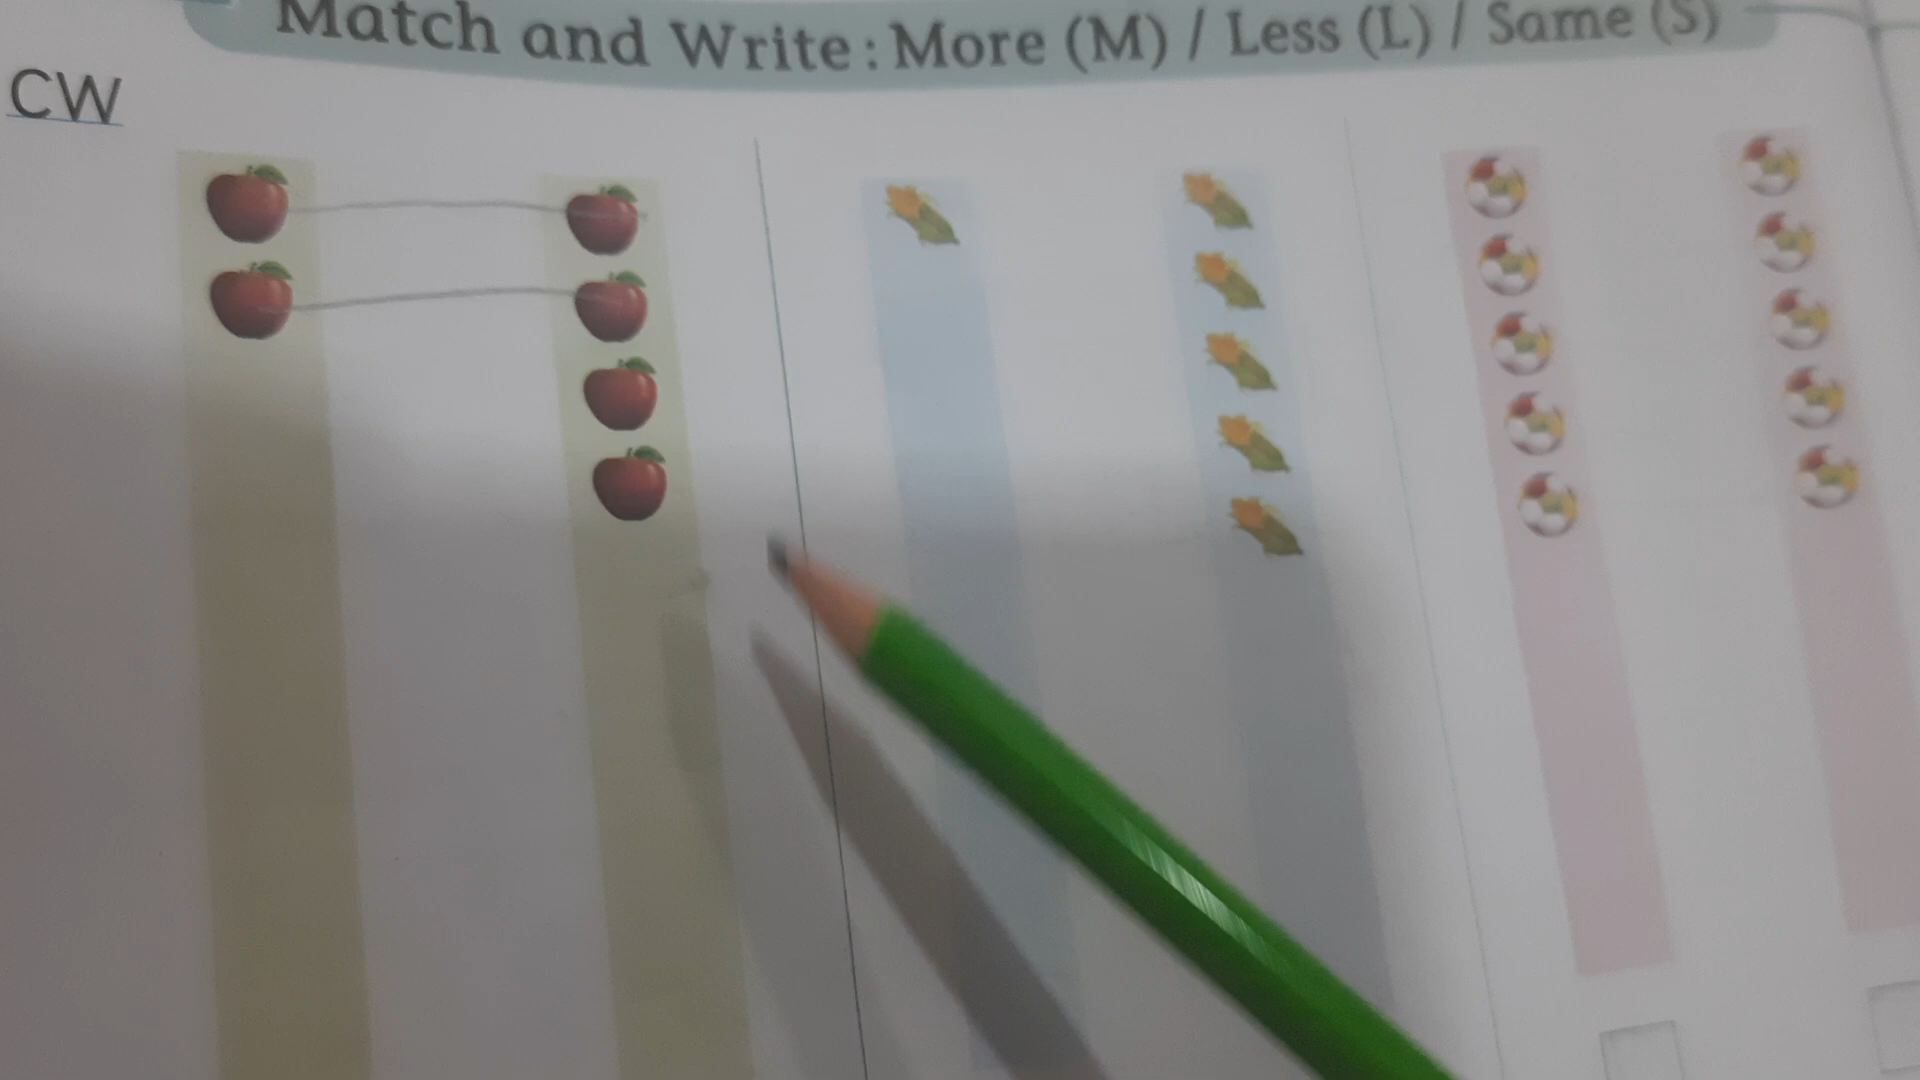 Match and Write : More (M) / Less (L) / Same (S)
CW